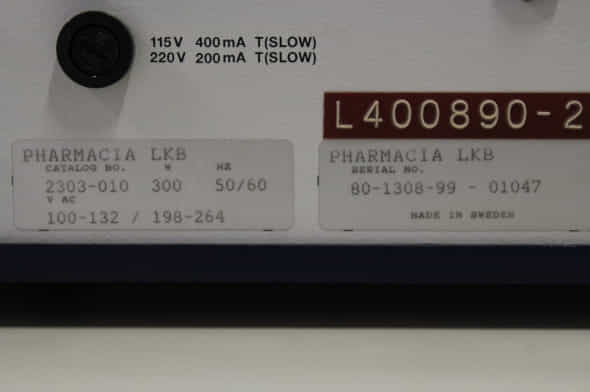 115V 400mA T(SLOW)
220V 200mA T(SLOW)
L400890-2
PHARMACIA LKB
CATALOG NO. W HZ
2303-010 300 50/60
V AC
100-132 / 198-264
PHARMACIA LKB
SERIAL NO.
80-1308-99 - 01047
MADE IN SWEDEN